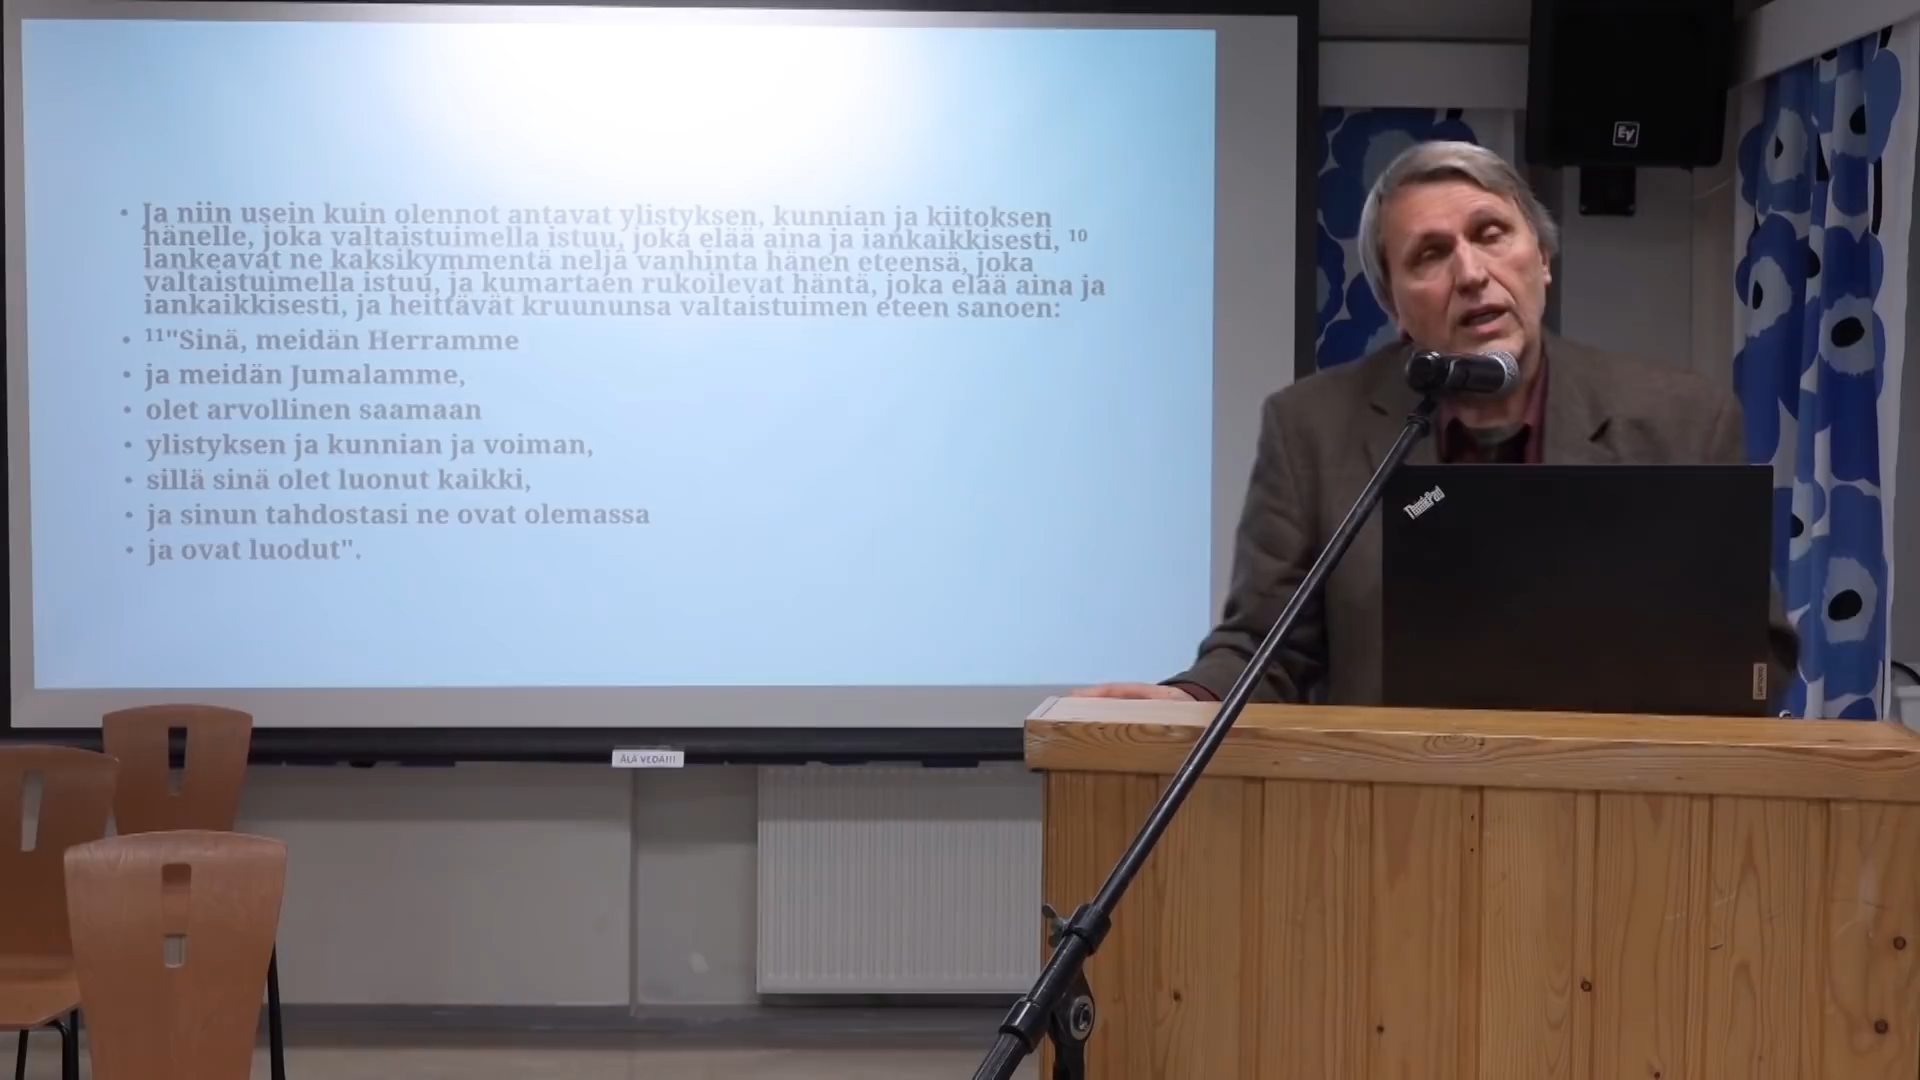 • Ja niin usein kuin olennot antavat ylistyksen, kunnian ja kiitoksen
hänelle, joka valtaistuimella istuu, joka elää aina ja iankaikkisesti, ¹⁰
lankeavat ne kaksikymmentä neljä vanhinta hänen eteensä, joka
valtaistuimella istuu, ja kumartaen rukoilevat häntä, joka elää aina ja
iankaikkisesti, ja heittävät kruununsa valtaistuimen eteen sanoen:
• ¹¹"Sinä, meidän Herramme
• ja meidän Jumalamme,
• olet arvollinen saamaan
• ylistyksen ja kunnian ja voiman,
• sillä sinä olet luonut kaikki,
• ja sinun tahdostasi ne ovat olemassa
• ja ovat luodut".
ÄLÄ VEDÄ!!!
EV
ThinkPad
Lenovo